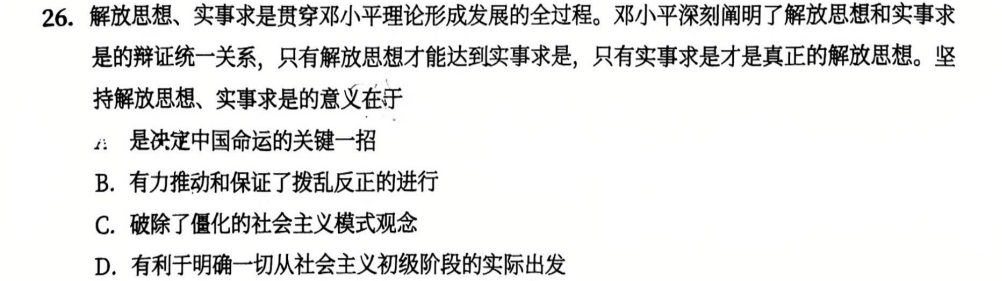 26. 解放思想、实事求是贯穿邓小平理论形成发展的全过程。邓小平深刻阐明了解放思想和实事求
是的辩证统一关系，只有解放思想才能达到实事求是，只有实事求是才是真正的解放思想。坚
持解放思想、实事求是的意义在于
A. 是决定中国命运的关键一招
B. 有力推动和保证了拨乱反正的进行
C. 破除了僵化的社会主义模式观念
D. 有利于明确一切从社会主义初级阶段的实际出发